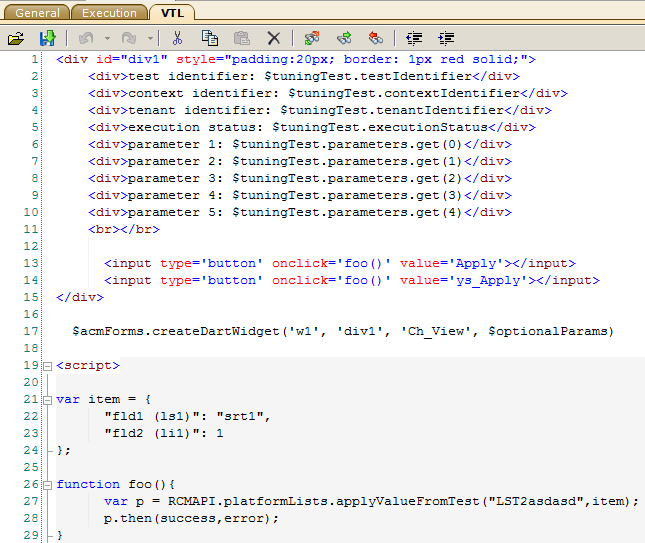 General Execution VTL
1 <div id="div1" style="padding:20px; border: 1px red solid;">
2 <div>test identifier: $tuningTest.testIdentifier</div>
3 <div>context identifier: $tuningTest.contextIdentifier</div>
4 <div>tenant identifier: $tuningTest.tenantIdentifier</div>
5 <div>execution status: $tuningTest.executionStatus</div>
6 <div>parameter 1: $tuningTest.parameters.get(0)</div>
7 <div>parameter 2: $tuningTest.parameters.get(1)</div>
8 <div>parameter 3: $tuningTest.parameters.get(2)</div>
9 <div>parameter 4: $tuningTest.parameters.get(3)</div>
10 <div>parameter 5: $tuningTest.parameters.get(4)</div>
11 <br></br>
12
13 <input type='button' onclick='foo()' value='Apply'></input>
14 <input type='button' onclick='foo()' value='ys_Apply'></input>
15 </div>
16
17 $acmForms.createDartWidget('w1', 'div1', 'Ch_View', $optionalParams)
18
19 <script>
20
21 var item = {
22 "fld1 (ls1)": "srt1",
23 "fld2 (li1)": 1
24 };
25
26 function foo(){
27 var p = RCMAPI.platformLists.applyValueFromTest("LST2asdasd",item);
28 p.then(success,error);
29 }